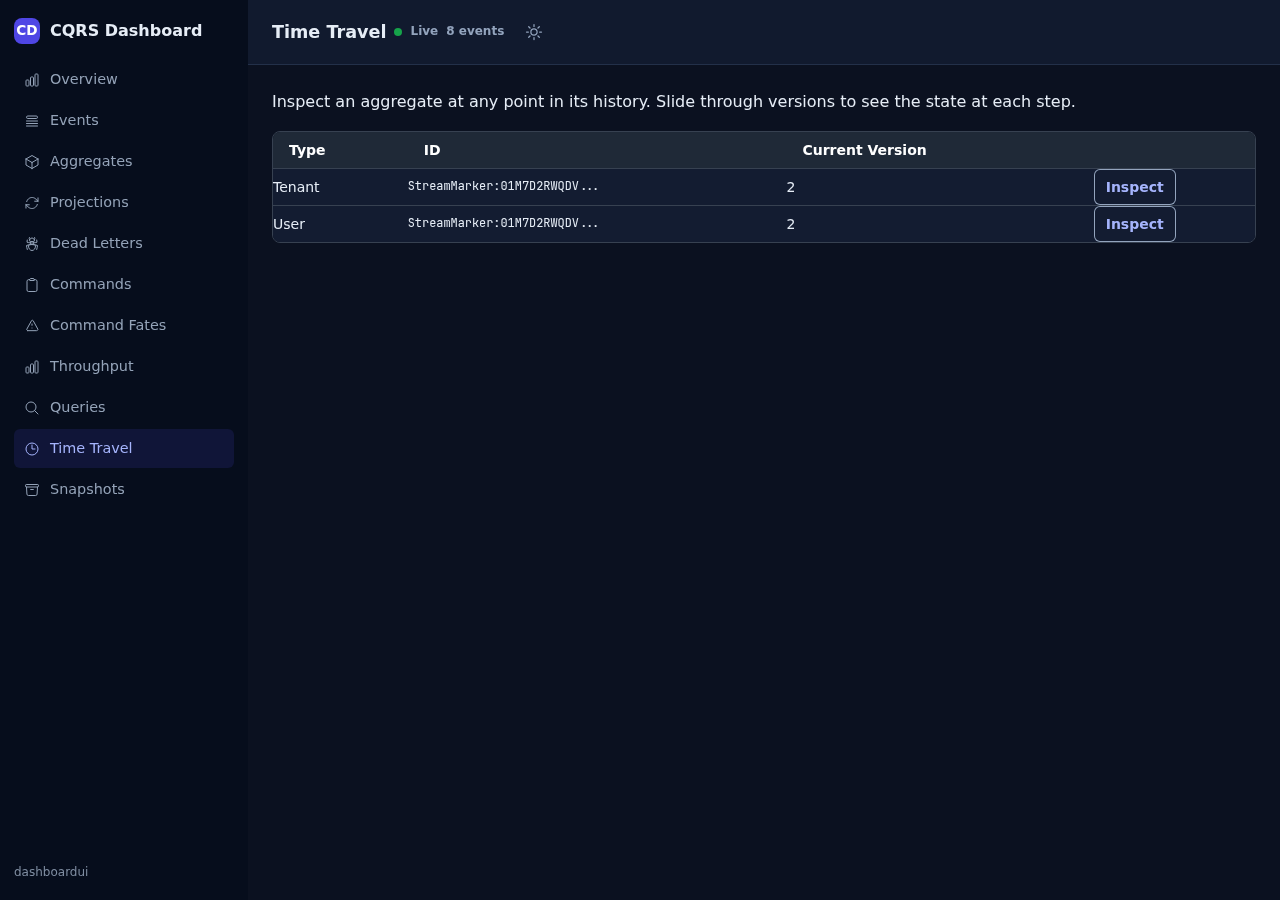 CD CQRS Dashboard
Overview
Events
Aggregates
Projections
Dead Letters
Commands
Command Fates
Throughput
Queries
Time Travel
Snapshots
dashboardui
Time Travel Live 8 events
Inspect an aggregate at any point in its history. Slide through versions to see the state at each step.
Type ID Current Version
Tenant StreamMarker:01M7D2RWQDV... 2 Inspect
User StreamMarker:01M7D2RWQDV... 2 Inspect